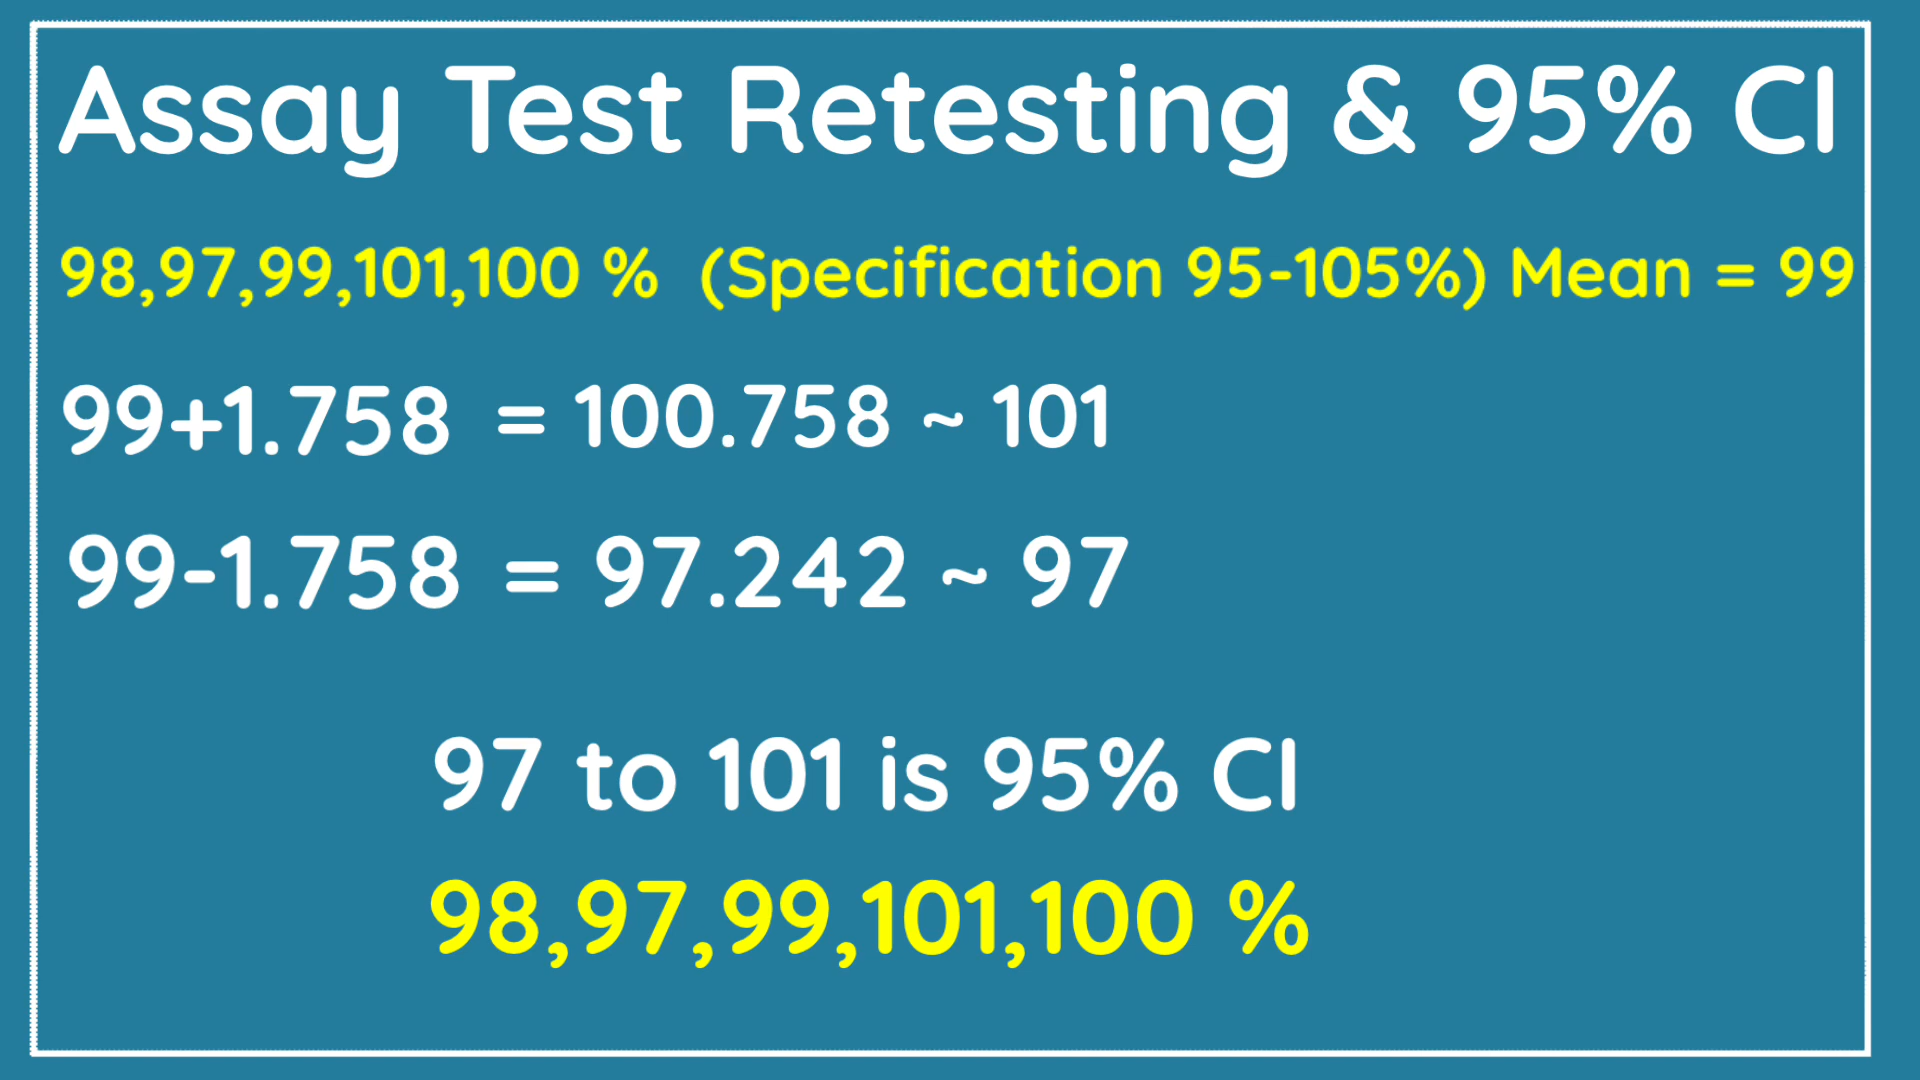 Assay Test Retesting & 95% CI
98,97,99,101,100 % (Specification 95-105%) Mean = 99
99+1.758 = 100.758 ~ 101
99-1.758 = 97.242 ~ 97
97 to 101 is 95% CI
98,97,99,101,100 %